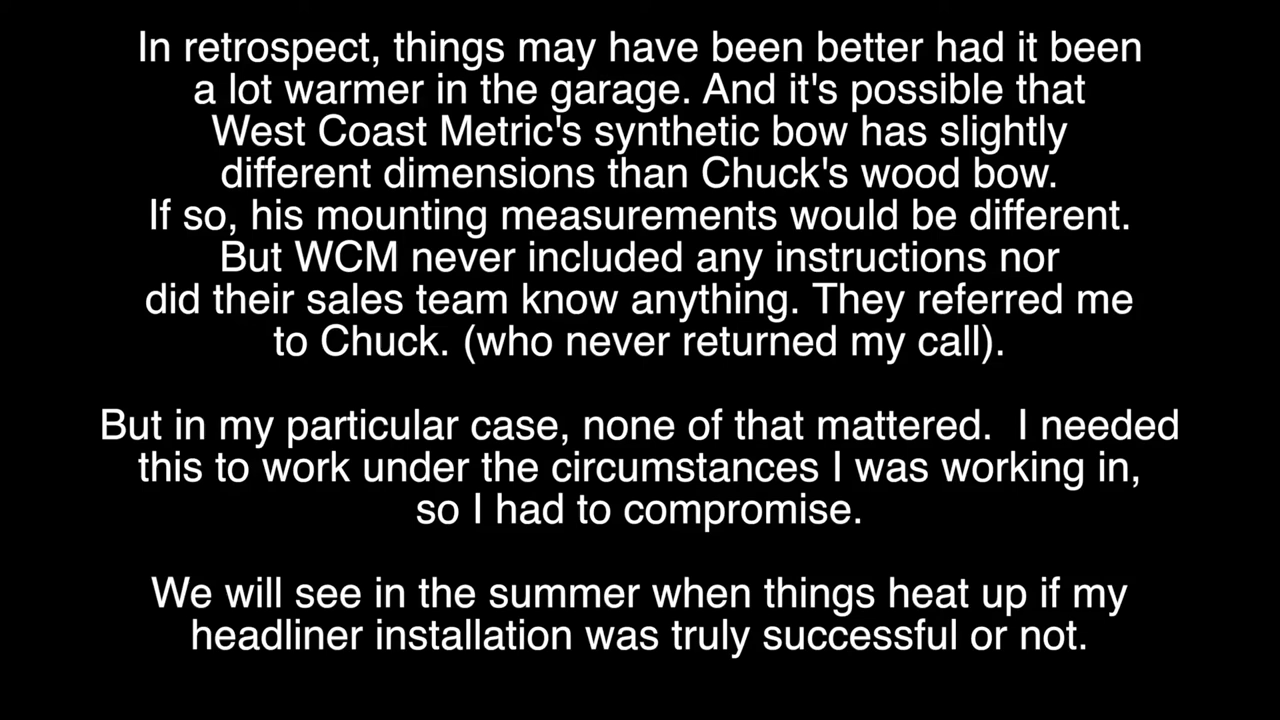 In retrospect, things may have been better had it been
a lot warmer in the garage. And it's possible that
West Coast Metric's synthetic bow has slightly
different dimensions than Chuck's wood bow.
If so, his mounting measurements would be different.
But WCM never included any instructions nor
did their sales team know anything. They referred me
to Chuck. (who never returned my call).
But in my particular case, none of that mattered.  I needed
this to work under the circumstances I was working in,
so I had to compromise.
We will see in the summer when things heat up if my
headliner installation was truly successful or not.